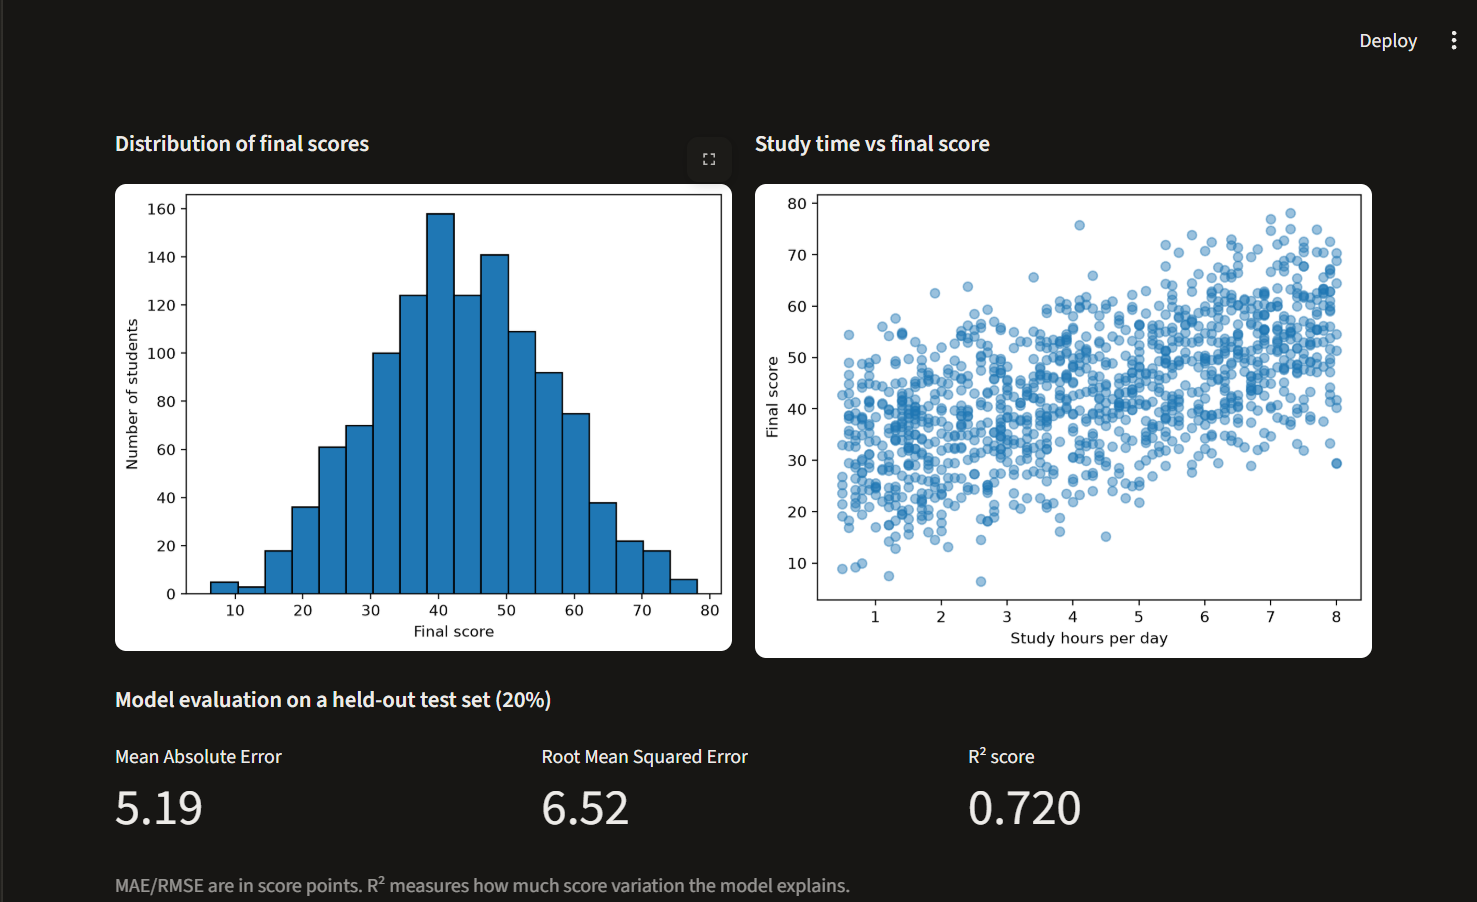 Deploy
Distribution of final scores
160
140
120
100
80
60
40
20
0
Number of students
10 20 30 40 50 60 70 80
Final score
Study time vs final score
80
70
60
50
40
30
20
10
Final score
1 2 3 4 5 6 7 8
Study hours per day
Model evaluation on a held-out test set (20%)
Mean Absolute Error
5.19
Root Mean Squared Error
6.52
R² score
0.720
MAE/RMSE are in score points. R² measures how much score variation the model explains.